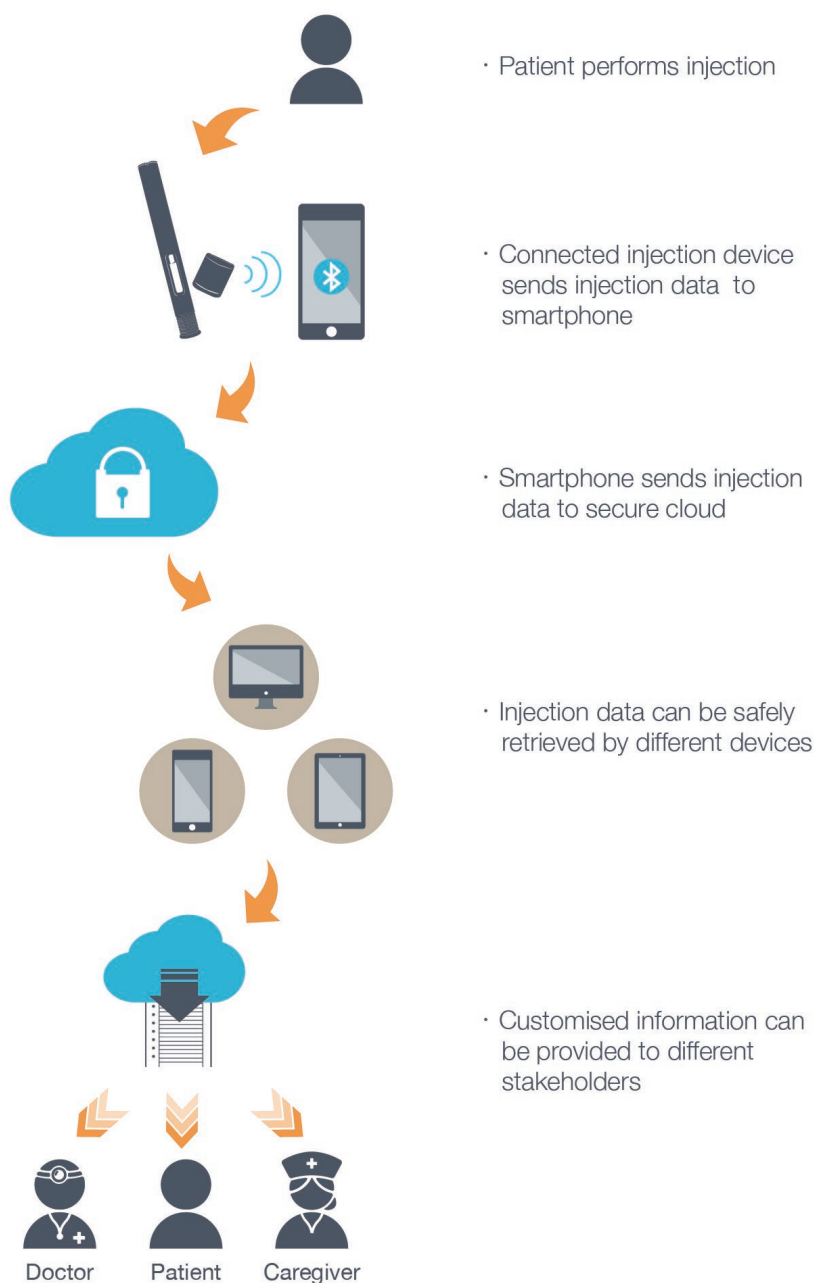 · Patient performs injection
· Connected injection device
sends injection data to
smartphone
· Smartphone sends injection
data to secure cloud
· Injection data can be safely
retrieved by different devices
· Customised information can
be provided to different
stakeholders
Doctor
Patient
Caregiver